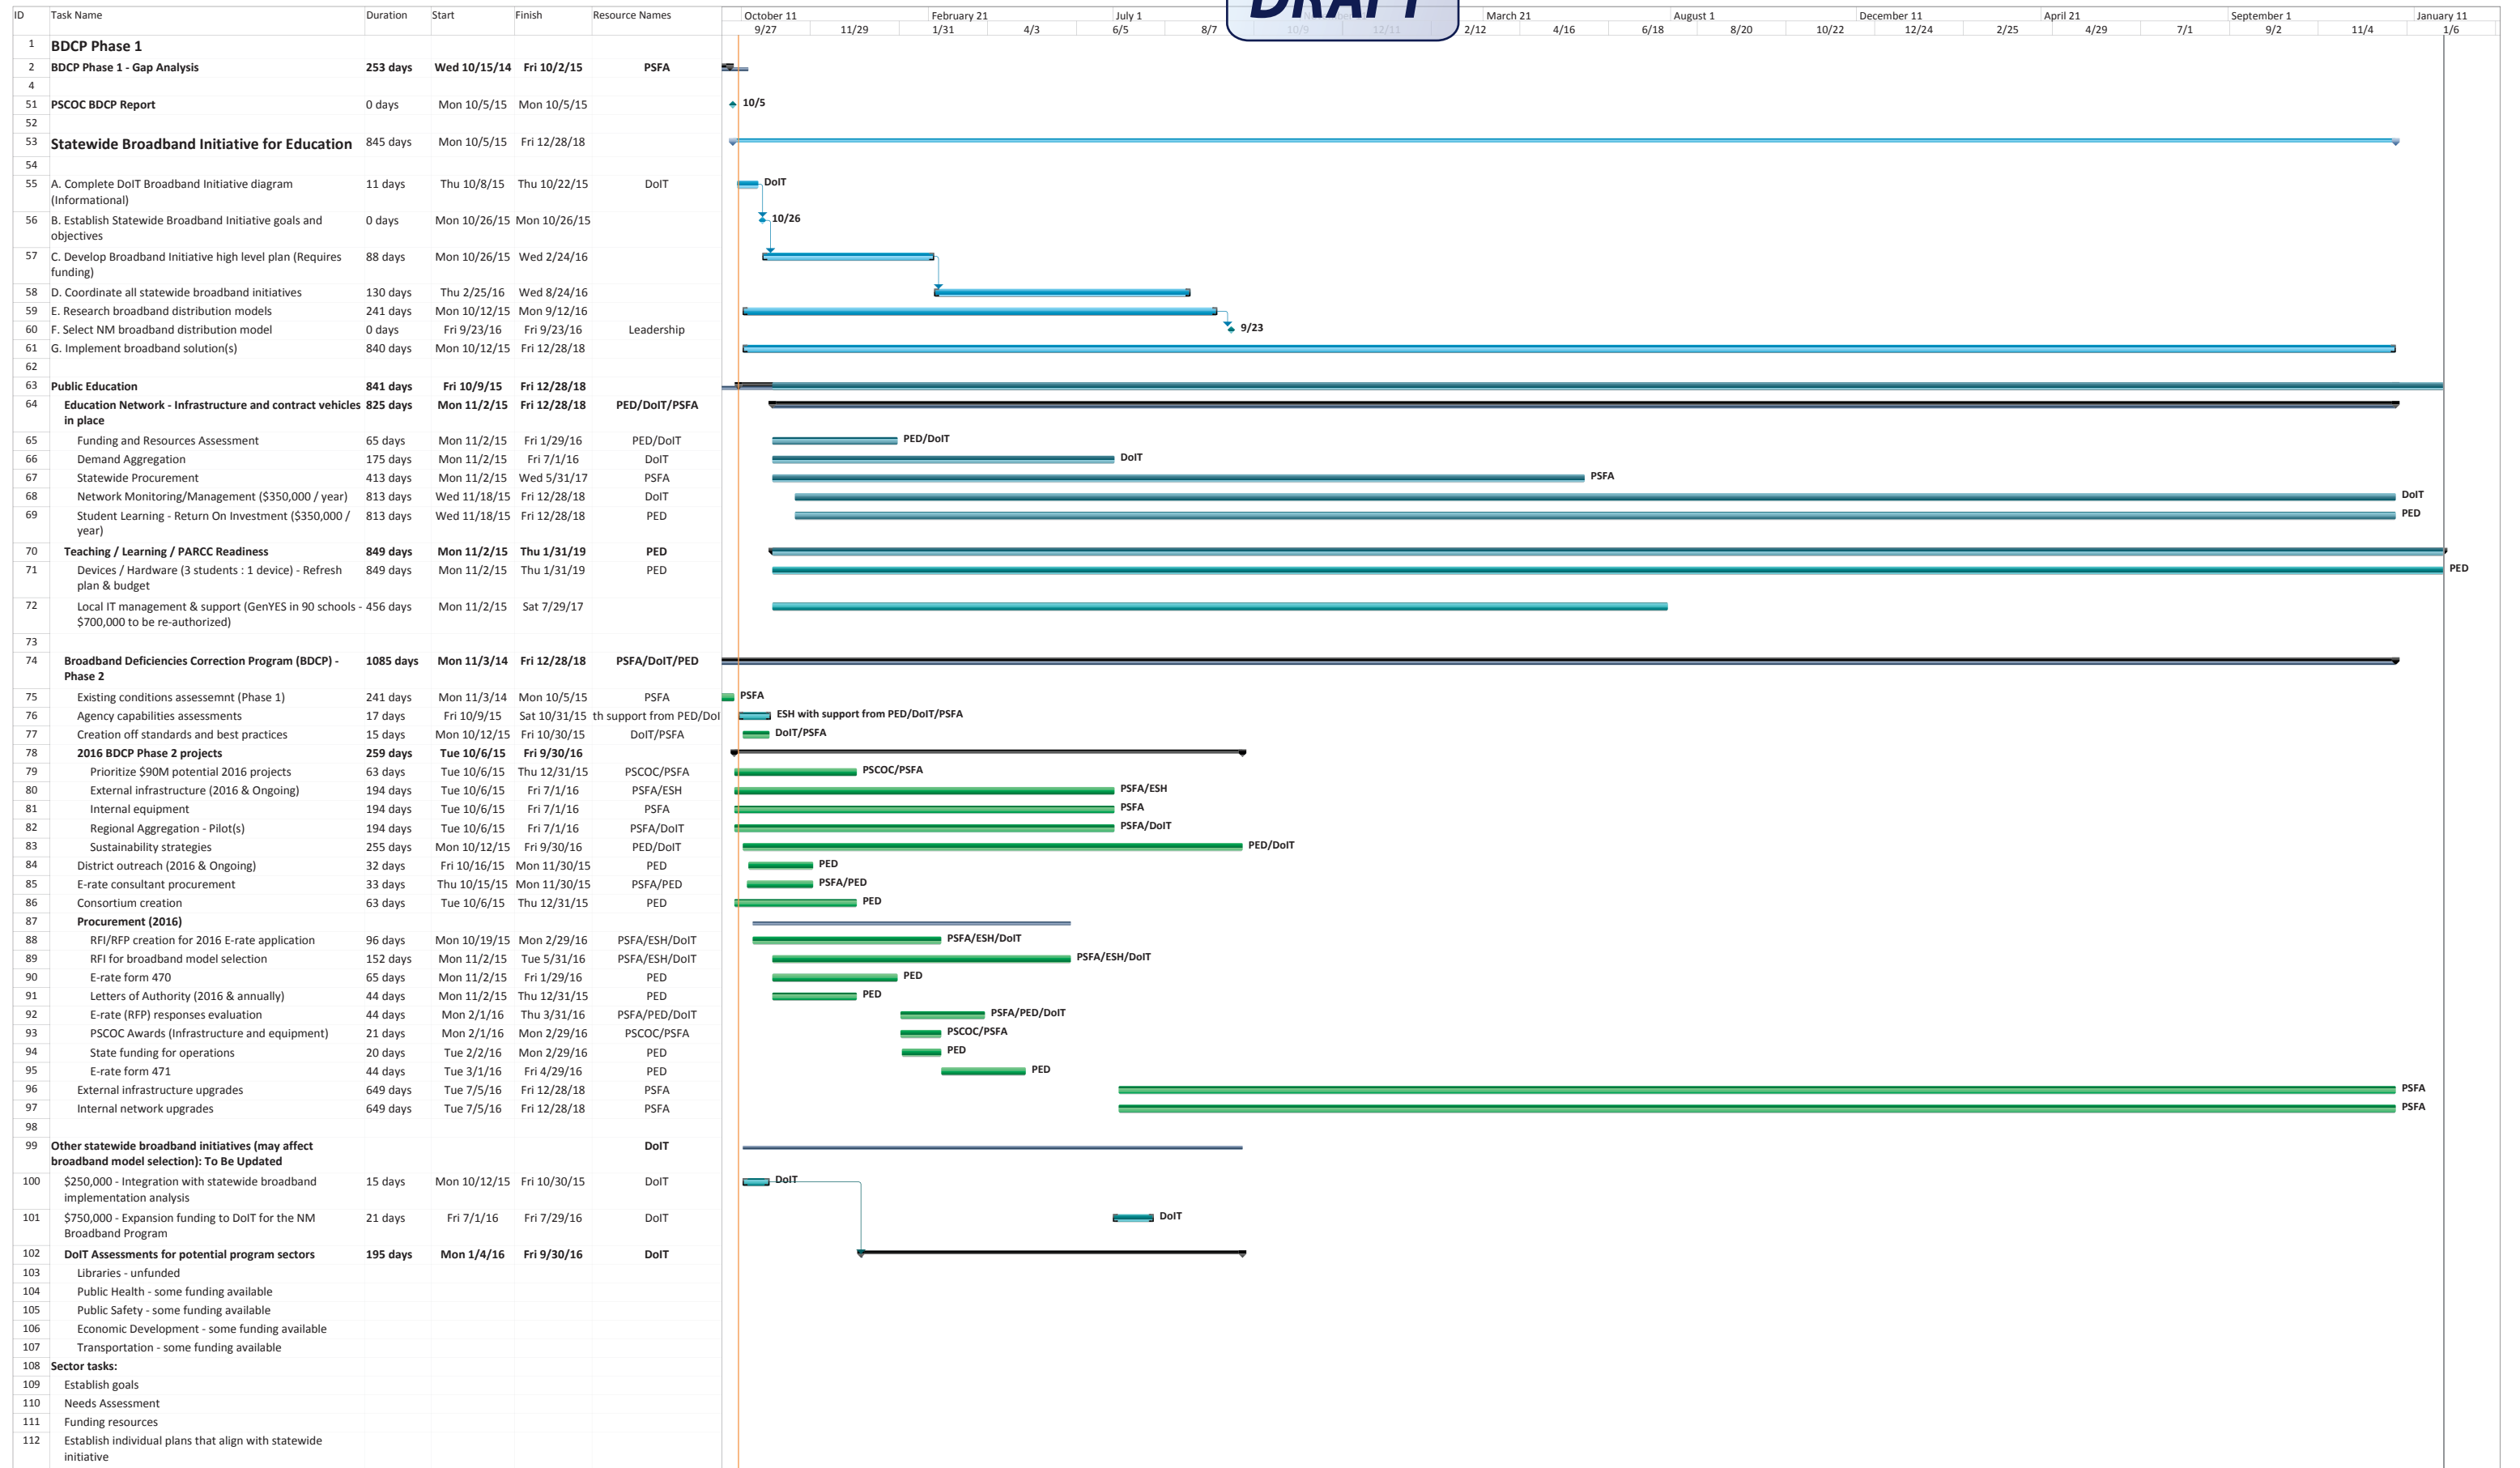 ID Task Name Duration Start Finish Resource Names October 11 February 21 July 1 March 21 August 1 December 11 April 21 September 1 January 11
DRAFT
9/27 11/29 1/31 4/3 6/5 8/7 10/9 12/11 2/12 4/16 6/18 8/20 10/22 12/24 2/25 4/29 7/1 9/2 11/4 1/6
1 BDCP Phase 1
2 BDCP Phase 1 - Gap Analysis 253 days Wed 10/15/14 Fri 10/2/15 PSFA
4
51 PSCOC BDCP Report 0 days Mon 10/5/15 Mon 10/5/15 10/5
52
53 Statewide Broadband Initiative for Education 845 days Mon 10/5/15 Fri 12/28/18
54
55 A. Complete DoIT Broadband Initiative diagram 11 days Thu 10/8/15 Thu 10/22/15 DoIT DoIT
(Informational)
56 B. Establish Statewide Broadband Initiative goals and 0 days Mon 10/26/15 Mon 10/26/15 10/26
objectives
57 C. Develop Broadband Initiative high level plan (Requires 88 days Mon 10/26/15 Wed 2/24/16
funding)
58 D. Coordinate all statewide broadband initiatives 130 days Thu 2/25/16 Wed 8/24/16
59 E. Research broadband distribution models 241 days Mon 10/12/15 Mon 9/12/16
60 F. Select NM broadband distribution model 0 days Fri 9/23/16 Fri 9/23/16 Leadership 9/23
61 G. Implement broadband solution(s) 840 days Mon 10/12/15 Fri 12/28/18
62
63 Public Education 841 days Fri 10/9/15 Fri 12/28/18
64 Education Network - Infrastructure and contract vehicles 825 days Mon 11/2/15 Fri 12/28/18 PED/DoIT/PSFA
in place
65 Funding and Resources Assessment 65 days Mon 11/2/15 Fri 1/29/16 PED/DoIT PED/DoIT
66 Demand Aggregation 175 days Mon 11/2/15 Fri 7/1/16 DoIT DoIT
67 Statewide Procurement 413 days Mon 11/2/15 Wed 5/31/17 PSFA PSFA
68 Network Monitoring/Management ($350,000 / year) 813 days Wed 11/18/15 Fri 12/28/18 DoIT DoIT
69 Student Learning - Return On Investment ($350,000 / 813 days Wed 11/18/15 Fri 12/28/18 PED PED
year)
70 Teaching / Learning / PARCC Readiness 849 days Mon 11/2/15 Thu 1/31/19 PED
71 Devices / Hardware (3 students : 1 device) - Refresh 849 days Mon 11/2/15 Thu 1/31/19 PED PED
plan & budget
72 Local IT management & support (GenYES in 90 schools - 456 days Mon 11/2/15 Sat 7/29/17
$700,000 to be re-authorized)
73
74 Broadband Deficiencies Correction Program (BDCP) - 1085 days Mon 11/3/14 Fri 12/28/18 PSFA/DoIT/PED
Phase 2
75 Existing conditions assessemnt (Phase 1) 241 days Mon 11/3/14 Mon 10/5/15 PSFA PSFA
76 Agency capabilities assessments 17 days Fri 10/9/15 Sat 10/31/15 th support from PED/DoI ESH with support from PED/DoIT/PSFA
77 Creation off standards and best practices 15 days Mon 10/12/15 Fri 10/30/15 DoIT/PSFA DoIT/PSFA
78 2016 BDCP Phase 2 projects 259 days Tue 10/6/15 Fri 9/30/16
79 Prioritize $90M potential 2016 projects 63 days Tue 10/6/15 Thu 12/31/15 PSCOC/PSFA PSCOC/PSFA
80 External infrastructure (2016 & Ongoing) 194 days Tue 10/6/15 Fri 7/1/16 PSFA/ESH PSFA/ESH
81 Internal equipment 194 days Tue 10/6/15 Fri 7/1/16 PSFA PSFA
82 Regional Aggregation - Pilot(s) 194 days Tue 10/6/15 Fri 7/1/16 PSFA/DoIT PSFA/DoIT
83 Sustainability strategies 255 days Mon 10/12/15 Fri 9/30/16 PED/DoIT PED/DoIT
84 District outreach (2016 & Ongoing) 32 days Fri 10/16/15 Mon 11/30/15 PED PED
85 E-rate consultant procurement 33 days Thu 10/15/15 Mon 11/30/15 PSFA/PED PSFA/PED
86 Consortium creation 63 days Tue 10/6/15 Thu 12/31/15 PED PED
87 Procurement (2016)
88 RFI/RFP creation for 2016 E-rate application 96 days Mon 10/19/15 Mon 2/29/16 PSFA/ESH/DoIT PSFA/ESH/DoIT
89 RFI for broadband model selection 152 days Mon 11/2/15 Tue 5/31/16 PSFA/ESH/DoIT PSFA/ESH/DoIT
90 E-rate form 470 65 days Mon 11/2/15 Fri 1/29/16 PED PED
91 Letters of Authority (2016 & annually) 44 days Mon 11/2/15 Thu 12/31/15 PED PED
92 E-rate (RFP) responses evaluation 44 days Mon 2/1/16 Thu 3/31/16 PSFA/PED/DoIT PSFA/PED/DoIT
93 PSCOC Awards (Infrastructure and equipment) 21 days Mon 2/1/16 Mon 2/29/16 PSCOC/PSFA PSCOC/PSFA
94 State funding for operations 20 days Tue 2/2/16 Mon 2/29/16 PED PED
95 E-rate form 471 44 days Tue 3/1/16 Fri 4/29/16 PED PED
96 External infrastructure upgrades 649 days Tue 7/5/16 Fri 12/28/18 PSFA PSFA
97 Internal network upgrades 649 days Tue 7/5/16 Fri 12/28/18 PSFA PSFA
98
99 Other statewide broadband initiatives (may affect DoIT
broadband model selection): To Be Updated
100 $250,000 - Integration with statewide broadband 15 days Mon 10/12/15 Fri 10/30/15 DoIT DoIT
implementation analysis
101 $750,000 - Expansion funding to DoIT for the NM 21 days Fri 7/1/16 Fri 7/29/16 DoIT DoIT
Broadband Program
102 DoIT Assessments for potential program sectors 195 days Mon 1/4/16 Fri 9/30/16 DoIT
103 Libraries - unfunded
104 Public Health - some funding available
105 Public Safety - some funding available
106 Economic Development - some funding available
107 Transportation - some funding available
108 Sector tasks:
109 Establish goals
110 Needs Assessment
111 Funding resources
112 Establish individual plans that align with statewide
initiative